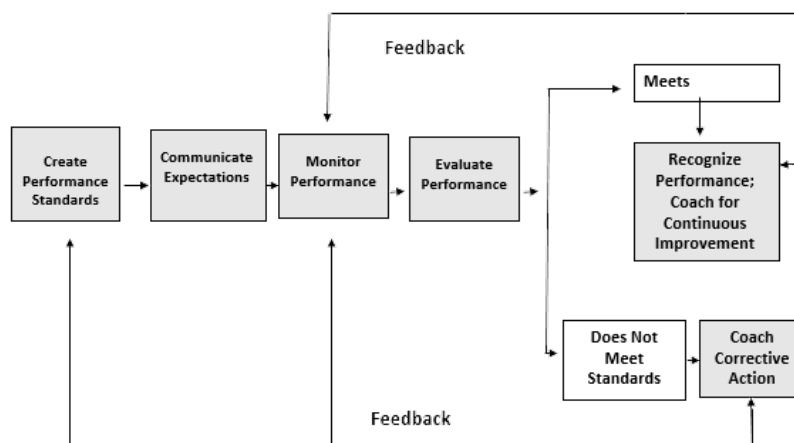 Feedback
Meets
Create
Performance
Standards
Communicate
Expectations
Monitor
Performance
Evaluate
Performance
Recognize
Performance;
Coach for
Continuous
Improvement
Does Not
Meet
Standards
Coach
Corrective
Action
Feedback